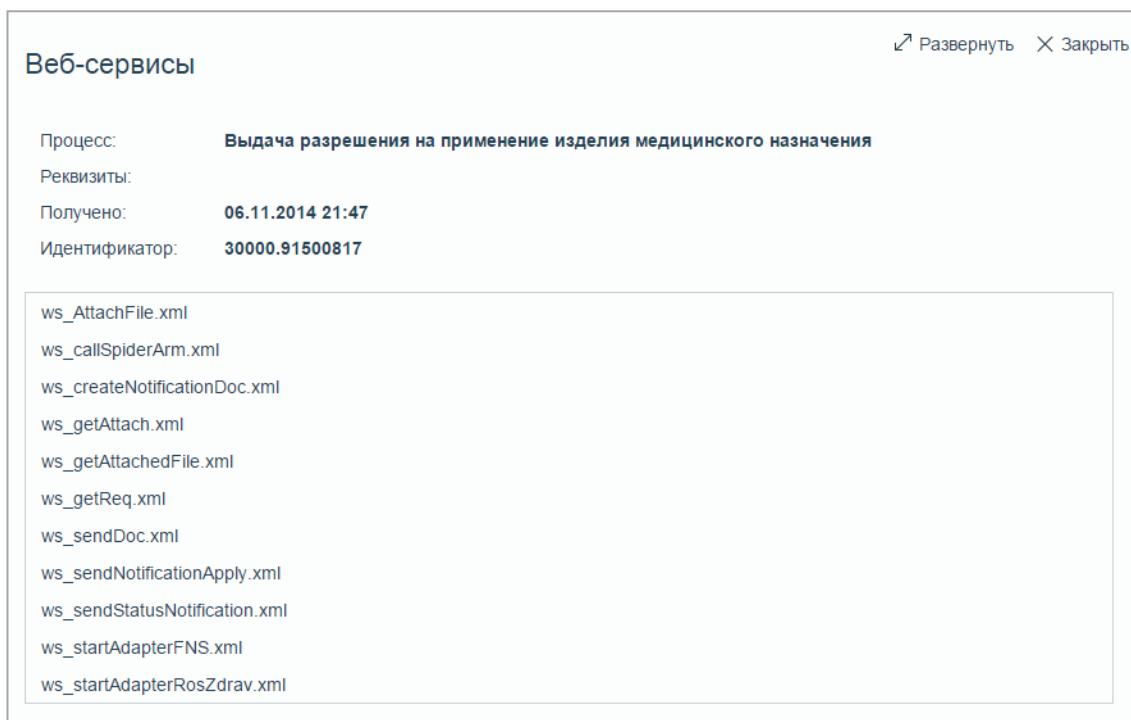 Развернуть Закрыть
Веб-сервисы
Процесс: Выдача разрешения на применение изделия медицинского назначения
Реквизиты:
Получено: 06.11.2014 21:47
Идентификатор: 30000.91500817
ws_AttachFile.xml
ws_callSpiderArm.xml
ws_createNotificationDoc.xml
ws_getAttach.xml
ws_getAttachedFile.xml
ws_getReq.xml
ws_sendDoc.xml
ws_sendNotificationApply.xml
ws_sendStatusNotification.xml
ws_startAdapterFNS.xml
ws_startAdapterRosZdrav.xml